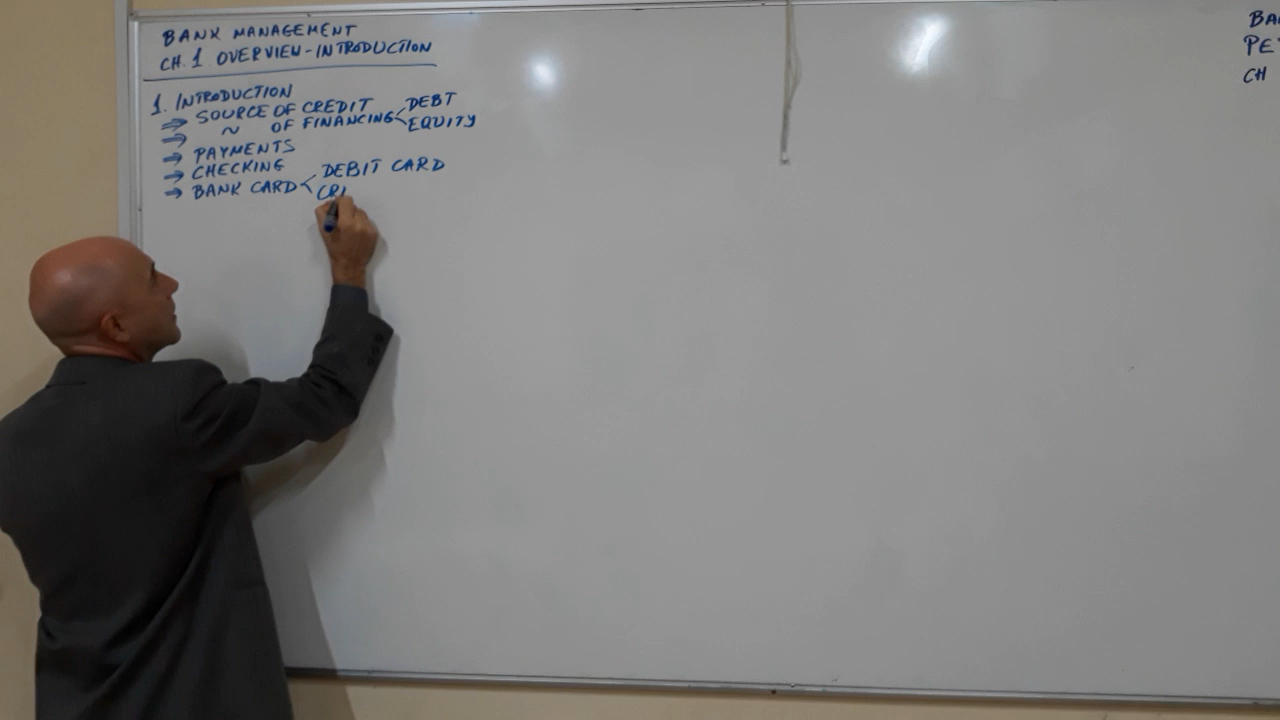 BANK MANAGEMENT
CH. 1 OVERVIEW-INTRODUCTION
1. INTRODUCTION
⇒ SOURCE OF CREDIT
⇒ ~ OF FINANCING < DEBT
EQUITY
⇒ PAYMENTS
⇒ CHECKING
⇒ BANK CARD < DEBIT CARD
CR
BA
PE
CH